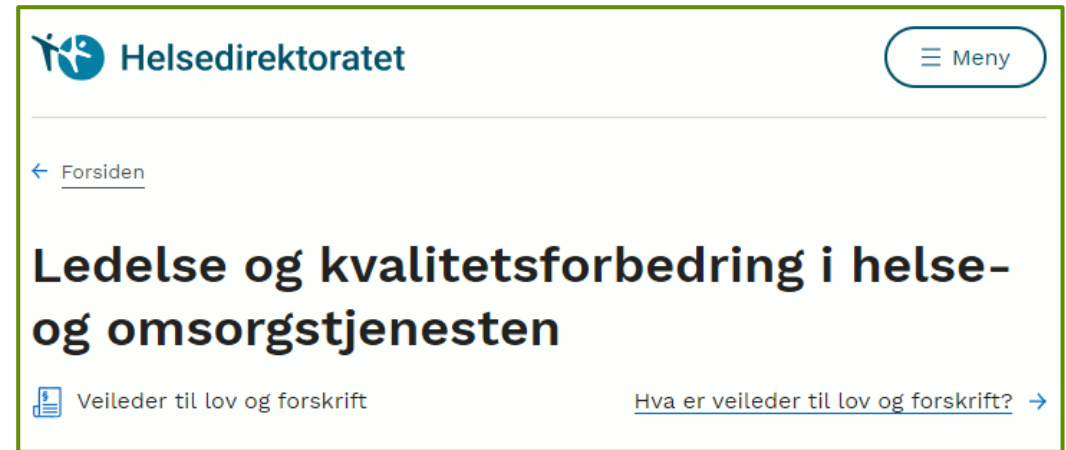 Helsedirektoratet
Meny
Forsiden
Ledelse og kvalitetsforbedring i helse-
og omsorgstjenesten
Veileder til lov og forskrift
Hva er veileder til lov og forskrift?